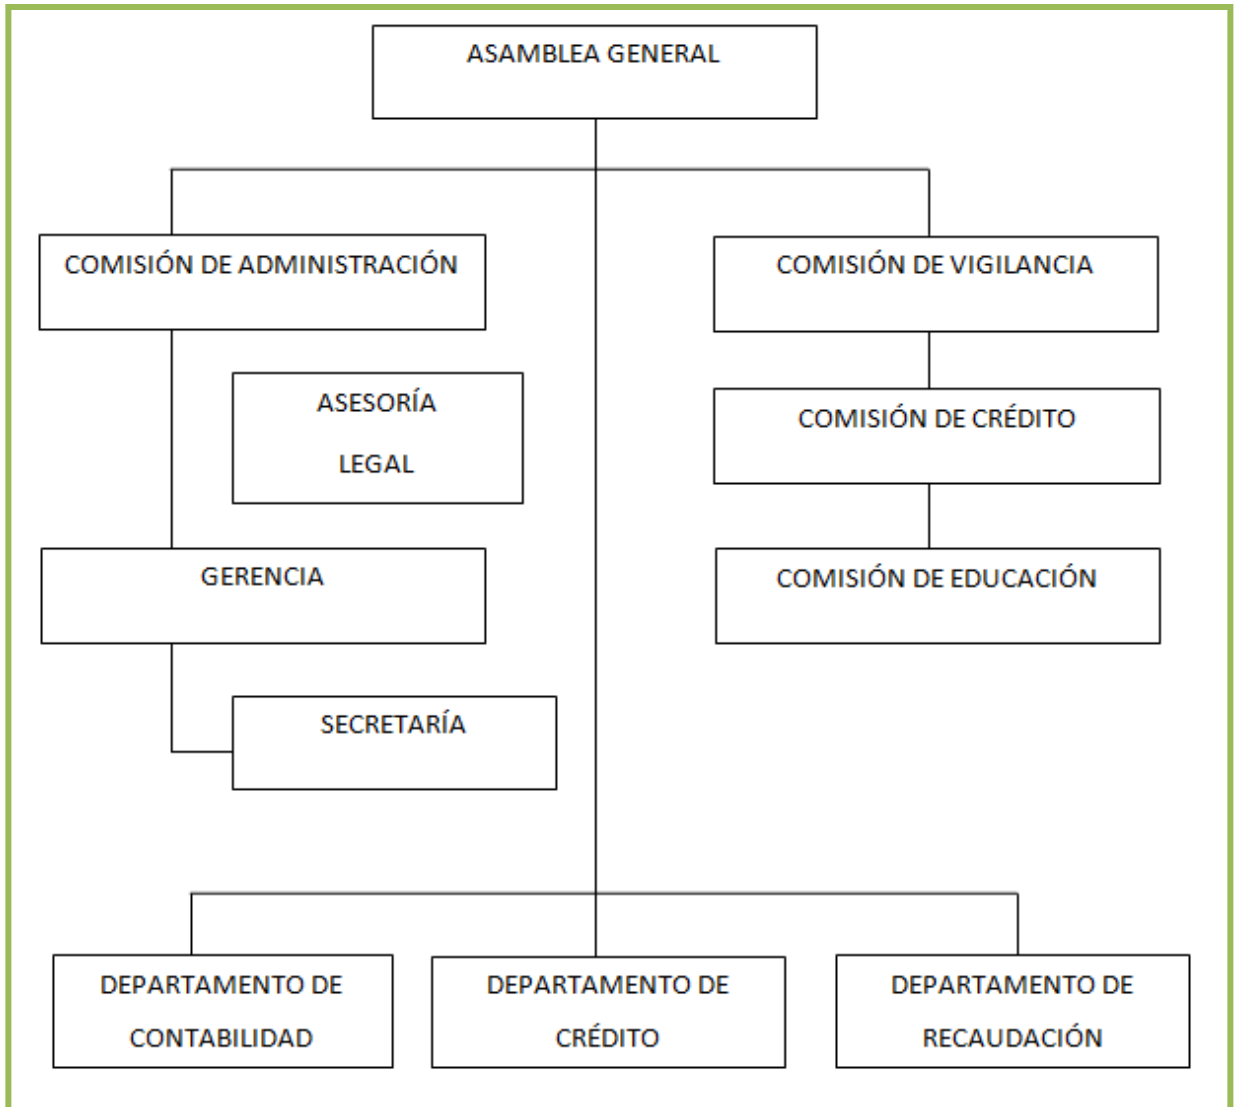 ASAMBLEA GENERAL
COMISIÓN DE ADMINISTRACIÓN
COMISIÓN DE VIGILANCIA
ASESORÍA
LEGAL
COMISIÓN DE CRÉDITO
GERENCIA
COMISIÓN DE EDUCACIÓN
SECRETARÍA
DEPARTAMENTO DE
CONTABILIDAD
DEPARTAMENTO DE
CRÉDITO
DEPARTAMENTO DE
RECAUDACIÓN